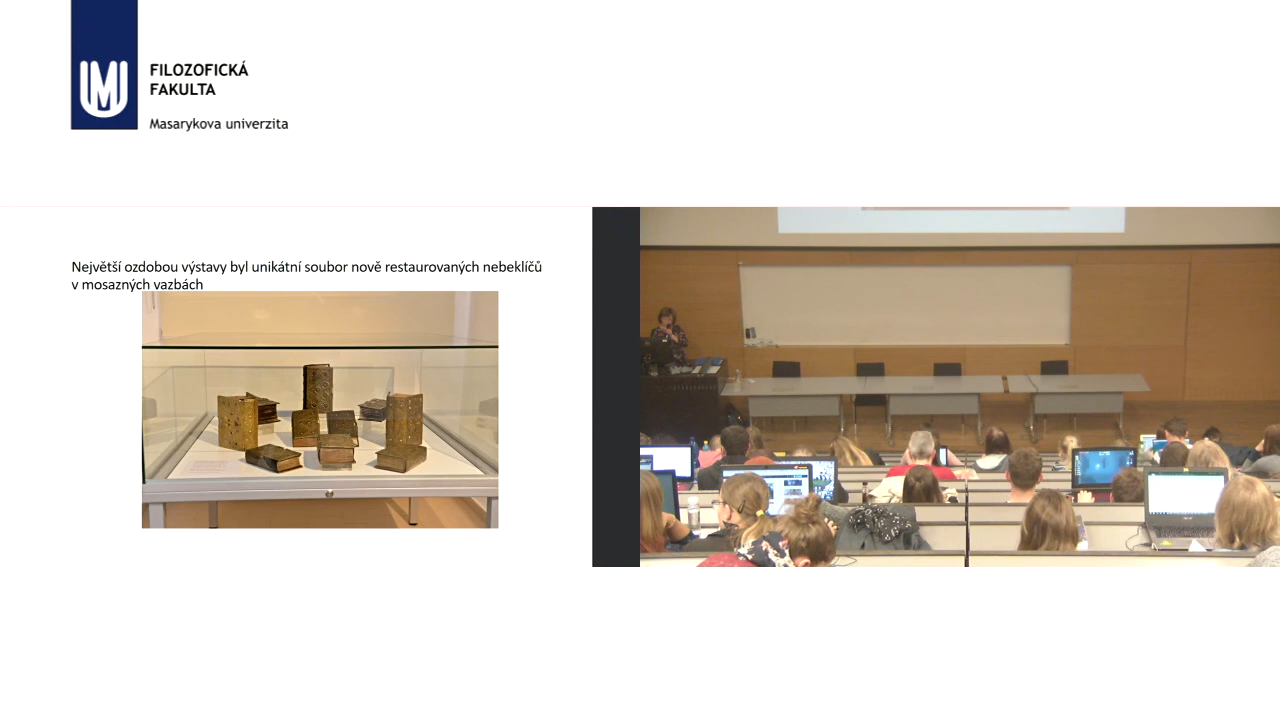 FILOZOFICKÁ
FAKULTA
Masarykova univerzita
Největší ozdobou výstavy byl unikátní soubor nově restaurovaných nebeklíčů
v mosazných vazbách